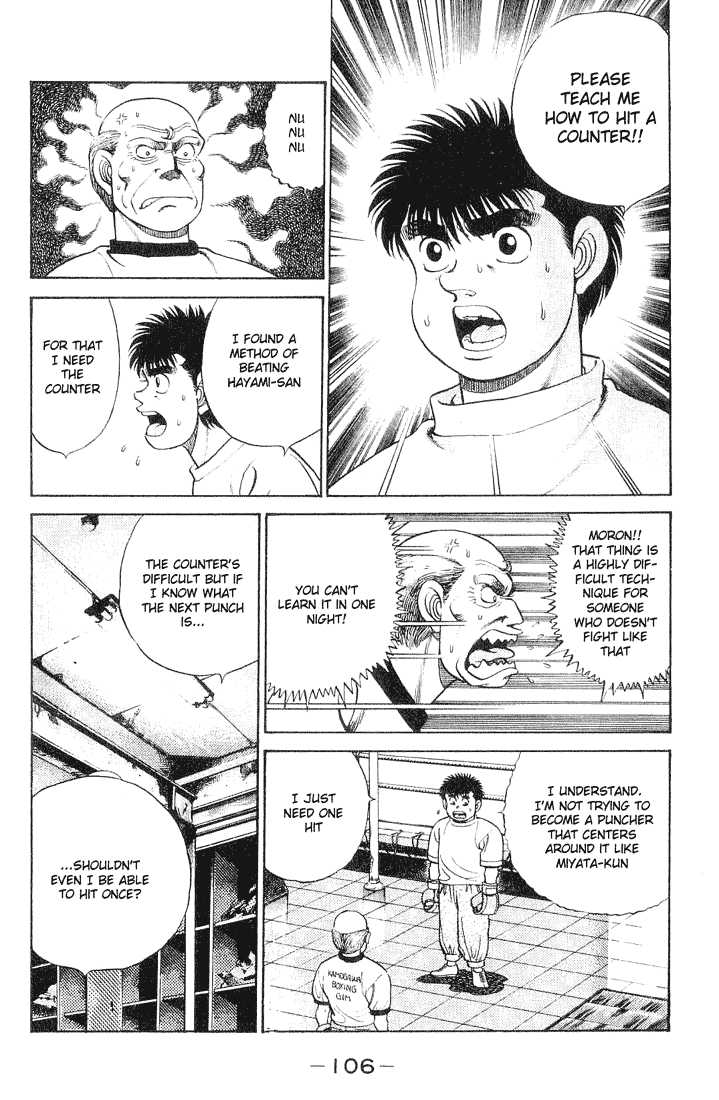 PLEASE
TEACH ME
HOW TO HIT A
COUNTER!!
NU
NU
NU
I FOUND A
METHOD OF
BEATING
HAYAMI-SAN
FOR THAT
I NEED
THE
COUNTER
MORON!!
THAT THING IS
A HIGHLY DIF-
FICULT TECH-
NIQUE FOR
SOMEONE
WHO DOESN'T
FIGHT LIKE
THAT
YOU CAN'T
LEARN IT IN ONE
NIGHT!
THE COUNTER'S
DIFFICULT BUT IF
I KNOW WHAT
THE NEXT PUNCH
IS...
...SHOULDN'T
EVEN I BE ABLE
TO HIT ONCE?
I UNDERSTAND.
I'M NOT TRYING TO
BECOME A PUNCHER
THAT CENTERS
AROUND IT LIKE
MIYATA-KUN
I JUST
NEED ONE
HIT
BOXING
GIM
-106-